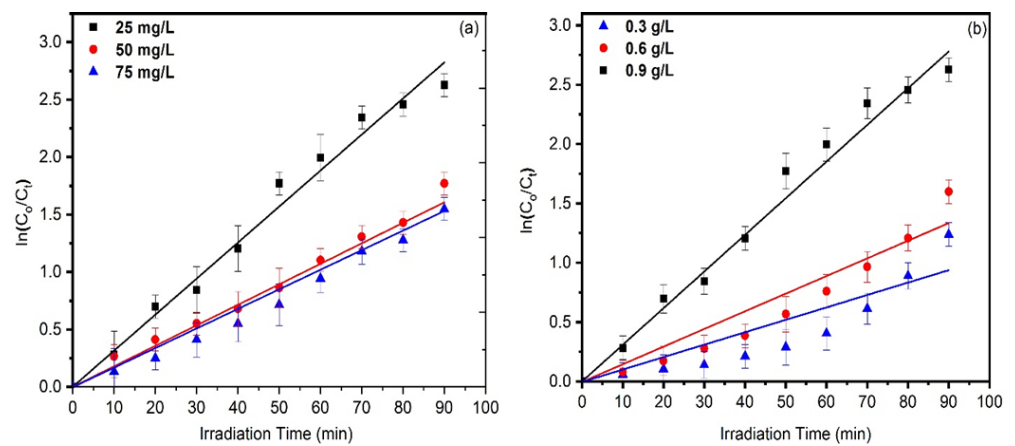 (a)
25 mg/L
50 mg/L
75 mg/L
3.0
2.5
2.0
1.5
1.0
0.5
0.0
ln(Co/Ct)
0 10 20 30 40 50 60 70 80 90 100
Irradiation Time (min)
(b)
0.3 g/L
0.6 g/L
0.9 g/L
3.0
2.5
2.0
1.5
1.0
0.5
0.0
ln(Co/Ct)
0 10 20 30 40 50 60 70 80 90 100
Irradiation Time (min)